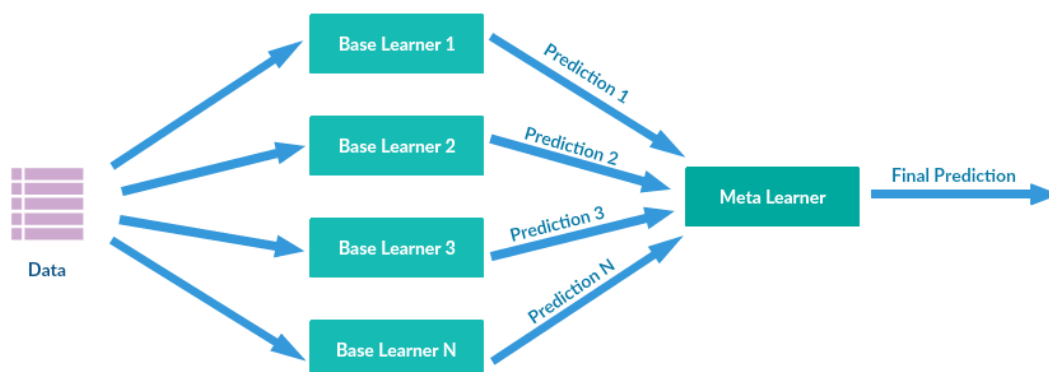 Base Learner 1
Prediction 1
Base Learner 2
Prediction 2
Data
Meta Learner
Final Prediction
Base Learner 3
Prediction 3
Base Learner N
Prediction N